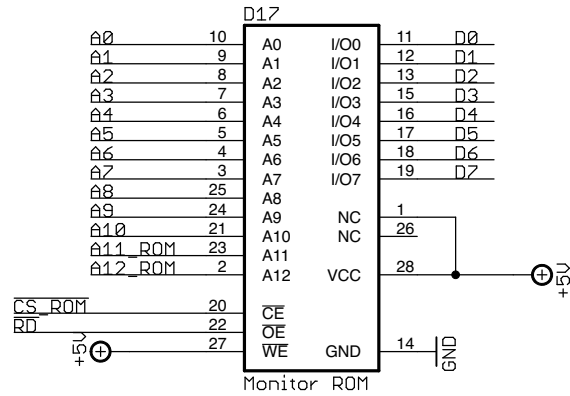 D17
A0 10 A0 I/O0 11 D0
A1 9 A1 I/O1 12 D1
A2 8 A2 I/O2 13 D2
A3 7 A3 I/O3 15 D3
A4 6 A4 I/O4 16 D4
A5 5 A5 I/O5 17 D5
A6 4 A6 I/O6 18 D6
A7 3 A7 I/O7 19 D7
A8 25 A8
A9 24 A9 NC 1
A10 21 A10 NC 26
A11_ROM 23 A11
A12_ROM 2 A12 VCC 28 +5V
CS_ROM 20 CE
RD 22 OE
+5V 27 WE GND 14 GND
Monitor ROM